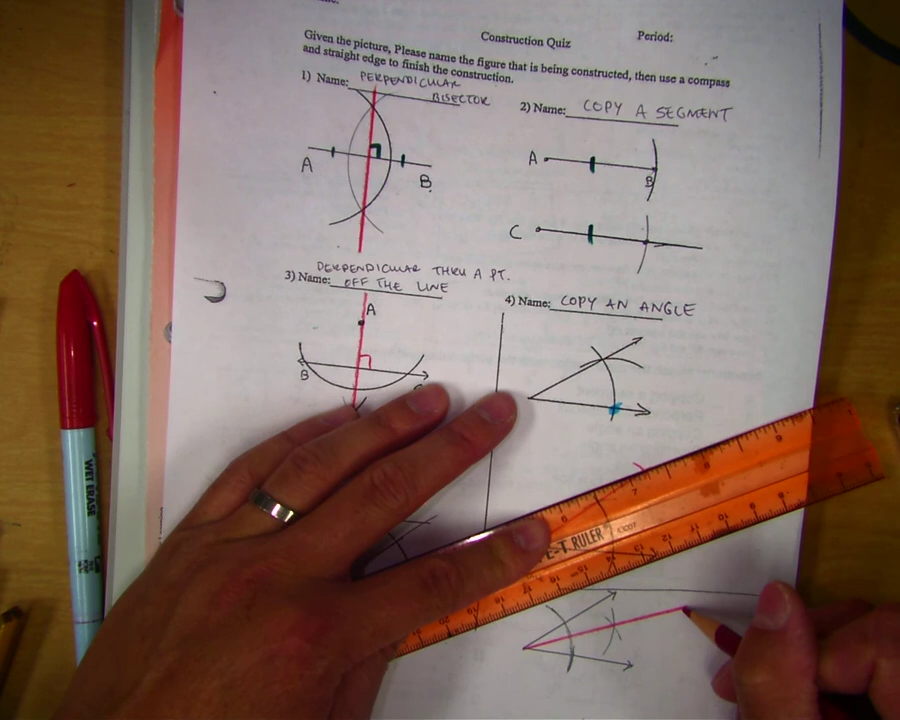 Construction Quiz
Period:
Given the picture, Please name the figure that is being constructed, then use a compass
and straight edge to finish the construction.
1) Name: PERPENDICULAR
BISECTOR
2) Name: COPY A SEGMENT
A
B
A
B
C
PERPENDICULAR THRU A PT.
3) Name: OFF THE LINE
4) Name: COPY AN ANGLE
A
B
WET ERASE
RULER